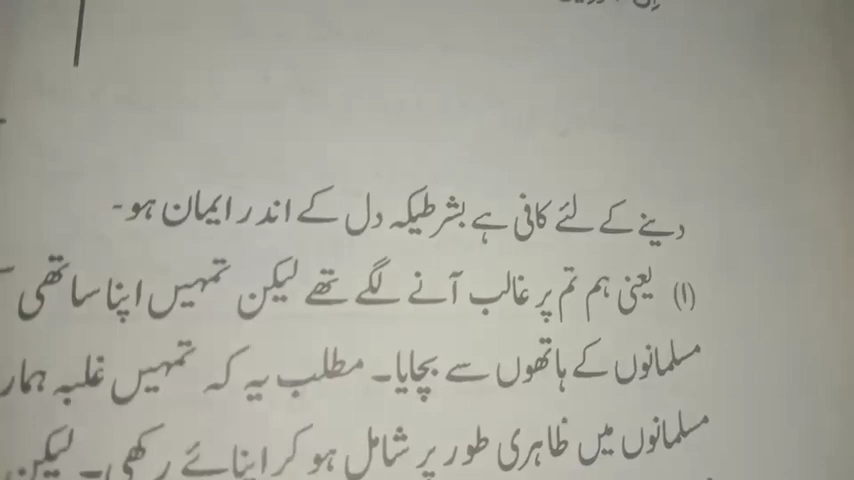 دینے کے لئے کافی ہے بشرطیکہ دل کے اندر ایمان ہو۔
(۱) یعنی ہم تم پر غالب آنے لگے تھے لیکن تمہیں اپنا ساتھی
مسلمانوں کے ہاتھوں سے بچایا۔ مطلب یہ کہ تمہیں غلبہ ہمار
مسلمانوں میں ظاہری طور پر شامل ہو کر اپنائے رکھی۔ لیکن